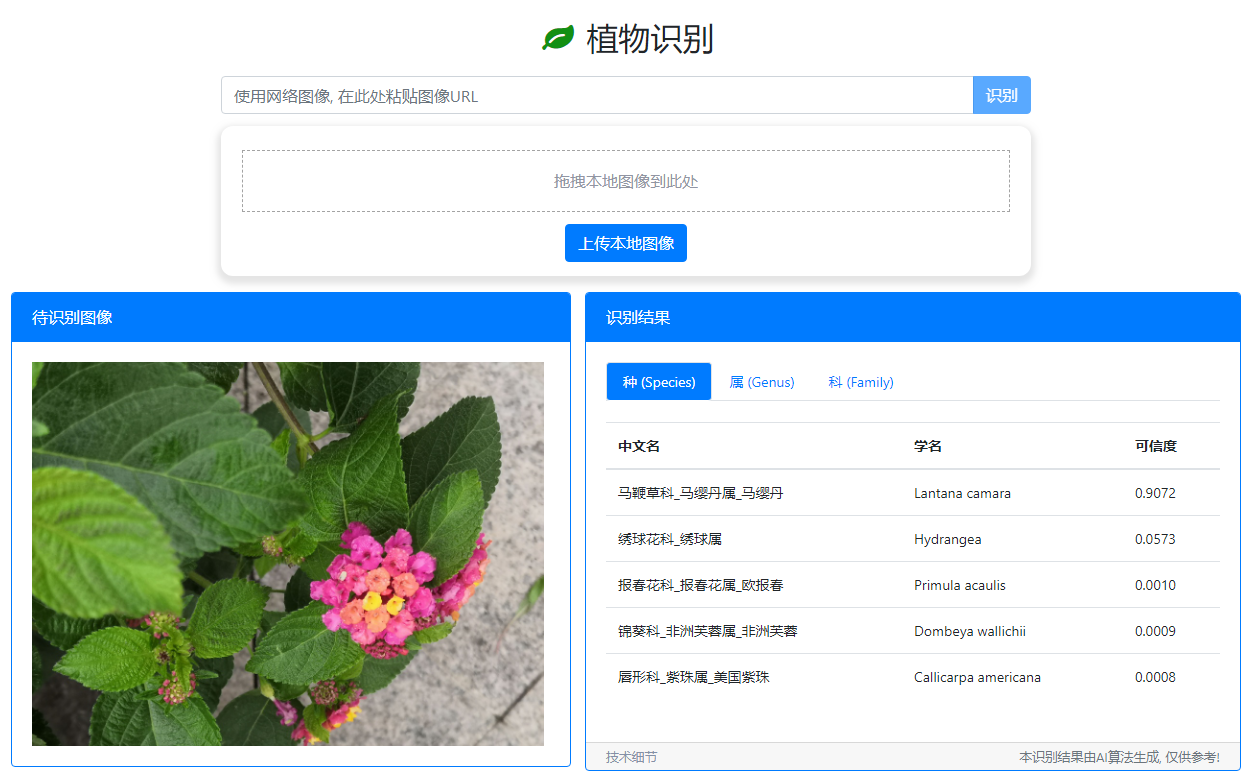 植物识别
使用网络图像, 在此处粘贴图像URL
识别
拖拽本地图像到此处
上传本地图像
待识别图像
识别结果
种 (Species) 属 (Genus) 科 (Family)
中文名 学名 可信度
马鞭草科_马缨丹属_马缨丹 Lantana camara 0.9072
绣球花科_绣球属 Hydrangea 0.0573
报春花科_报春花属_欧报春 Primula acaulis 0.0010
锦葵科_非洲芙蓉属_非洲芙蓉 Dombeya wallichii 0.0009
唇形科_紫珠属_美国紫珠 Callicarpa americana 0.0008
技术细节 本识别结果由AI算法生成, 仅供参考!